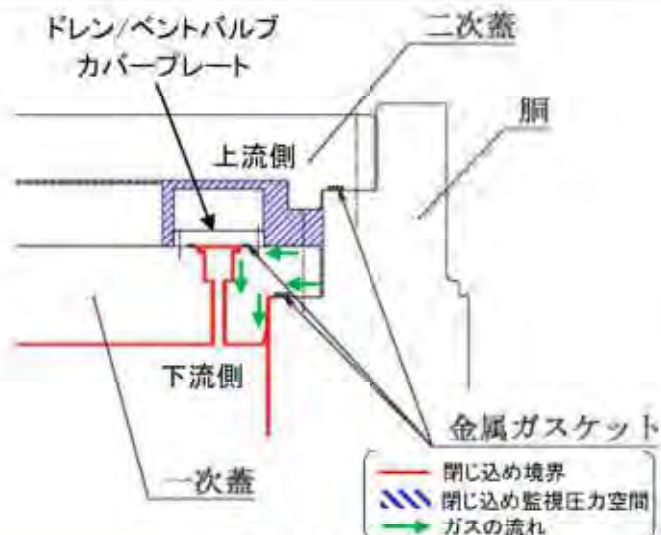 ドレン/ベントバルブ
カバープレート
二次蓋
胴
上流側
下流側
一次蓋
金属ガスケット
閉じ込め境界
閉じ込め監視圧力空間
ガスの流れ